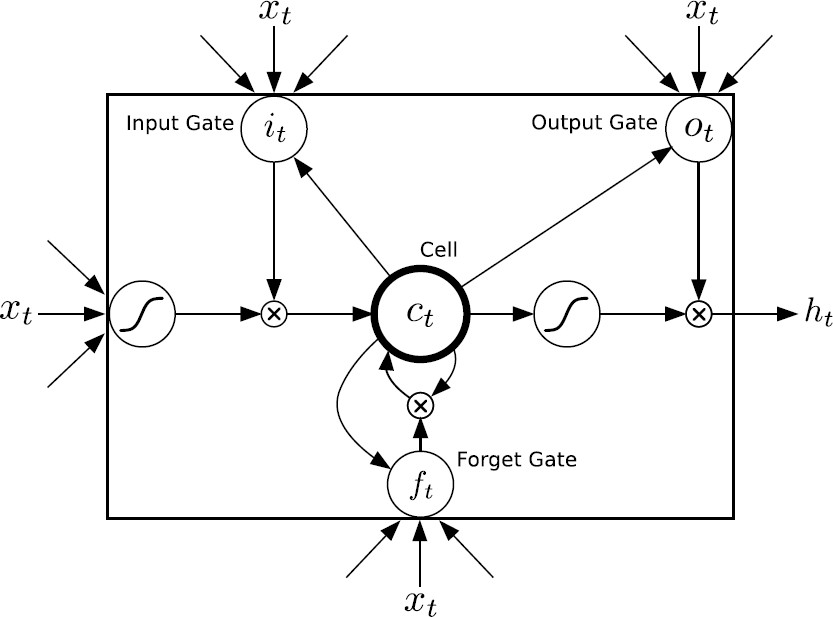 x_t x_t
Input Gate i_t Output Gate o_t
Cell
x_t c_t h_t
Forget Gate
f_t
x_t